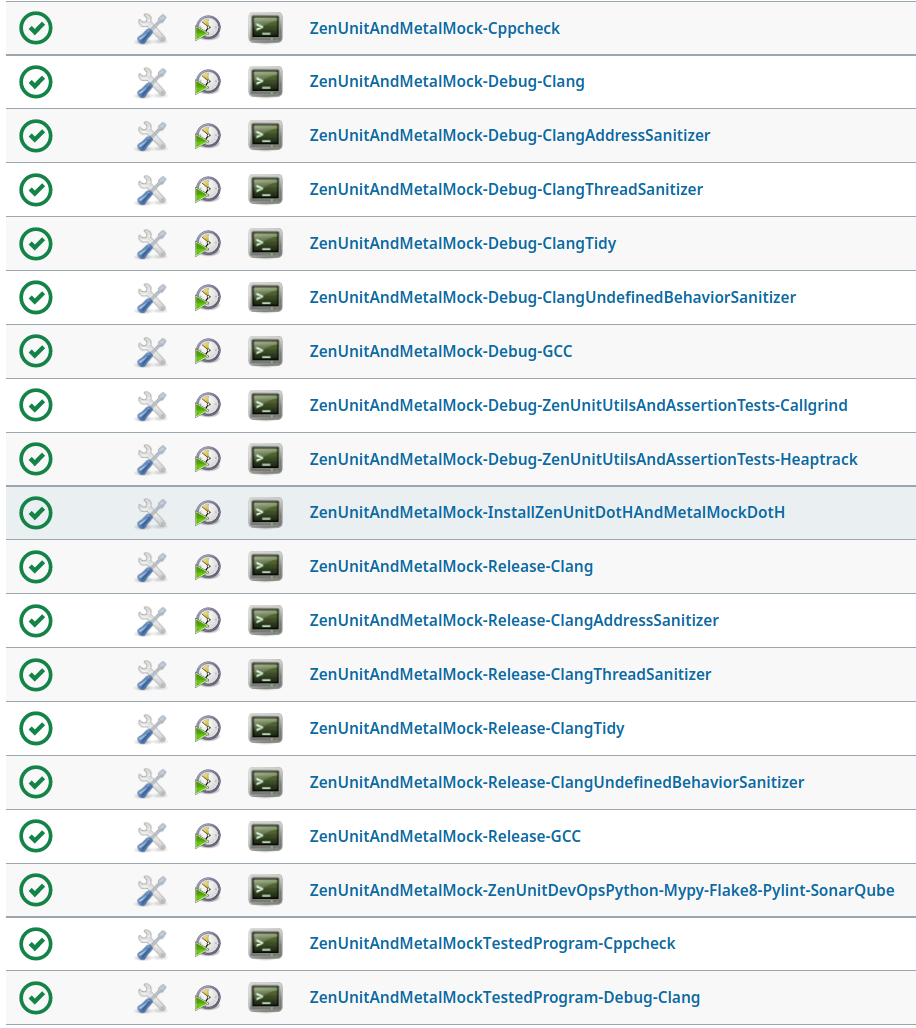 ZenUnitAndMetalMock-Cppcheck
ZenUnitAndMetalMock-Debug-Clang
ZenUnitAndMetalMock-Debug-ClangAddressSanitizer
ZenUnitAndMetalMock-Debug-ClangThreadSanitizer
ZenUnitAndMetalMock-Debug-ClangTidy
ZenUnitAndMetalMock-Debug-ClangUndefinedBehaviorSanitizer
ZenUnitAndMetalMock-Debug-GCC
ZenUnitAndMetalMock-Debug-ZenUnitUtilsAndAssertionTests-Callgrind
ZenUnitAndMetalMock-Debug-ZenUnitUtilsAndAssertionTests-Heaptrack
ZenUnitAndMetalMock-InstallZenUnitDotHAndMetalMockDotH
ZenUnitAndMetalMock-Release-Clang
ZenUnitAndMetalMock-Release-ClangAddressSanitizer
ZenUnitAndMetalMock-Release-ClangThreadSanitizer
ZenUnitAndMetalMock-Release-ClangTidy
ZenUnitAndMetalMock-Release-ClangUndefinedBehaviorSanitizer
ZenUnitAndMetalMock-Release-GCC
ZenUnitAndMetalMock-ZenUnitDevOpsPython-Mypy-Flake8-Pylint-SonarQube
ZenUnitAndMetalMockTestedProgram-Cppcheck
ZenUnitAndMetalMockTestedProgram-Debug-Clang